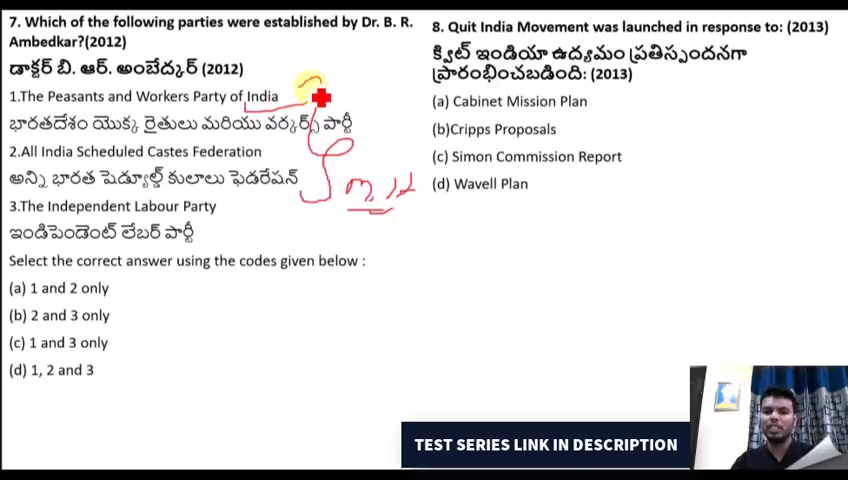 7. Which of the following parties were established by Dr. B. R.
Ambedkar?(2012)
డాక్టర్ బి. ఆర్. అంబేద్కర్ (2012)
1.The Peasants and Workers Party of India
భారతదేశం యొక్క రైతులు మరియు వర్కర్స్ పార్టీ
2.All India Scheduled Castes Federation
అన్ని భారత షెడ్యూల్డ్ కులాలు ఫెడరేషన్
3.The Independent Labour Party
ఇండిపెండెంట్ లేబర్ పార్టీ
Select the correct answer using the codes given below :
(a) 1 and 2 only
(b) 2 and 3 only
(c) 1 and 3 only
(d) 1, 2 and 3
8. Quit India Movement was launched in response to: (2013)
క్విట్ ఇండియా ఉద్యమం ప్రతిస్పందనగా
ప్రారంభించబడింది: (2013)
(a) Cabinet Mission Plan
(b)Cripps Proposals
(c) Simon Commission Report
(d) Wavell Plan
TEST SERIES LINK IN DESCRIPTION